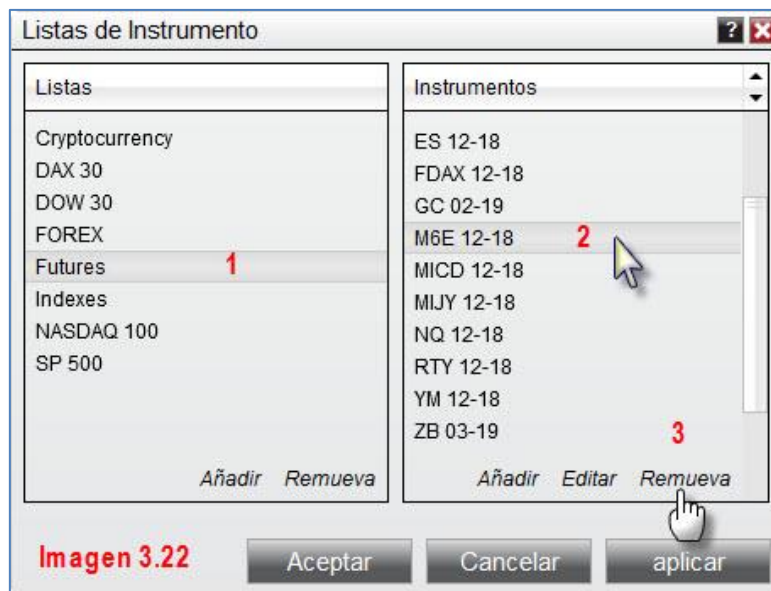 Listas de Instrumento
?
Listas
Cryptocurrency
DAX 30
DOW 30
FOREX
Futures 1
Indexes
NASDAQ 100
SP 500
Añadir Remueva
Instrumentos
ES 12-18
FDAX 12-18
GC 02-19
M6E 12-18 2
MICD 12-18
MIJY 12-18
NQ 12-18
RTY 12-18
YM 12-18
ZB 03-19
3
Añadir Editar Remueva
Imagen 3.22
Aceptar Cancelar aplicar